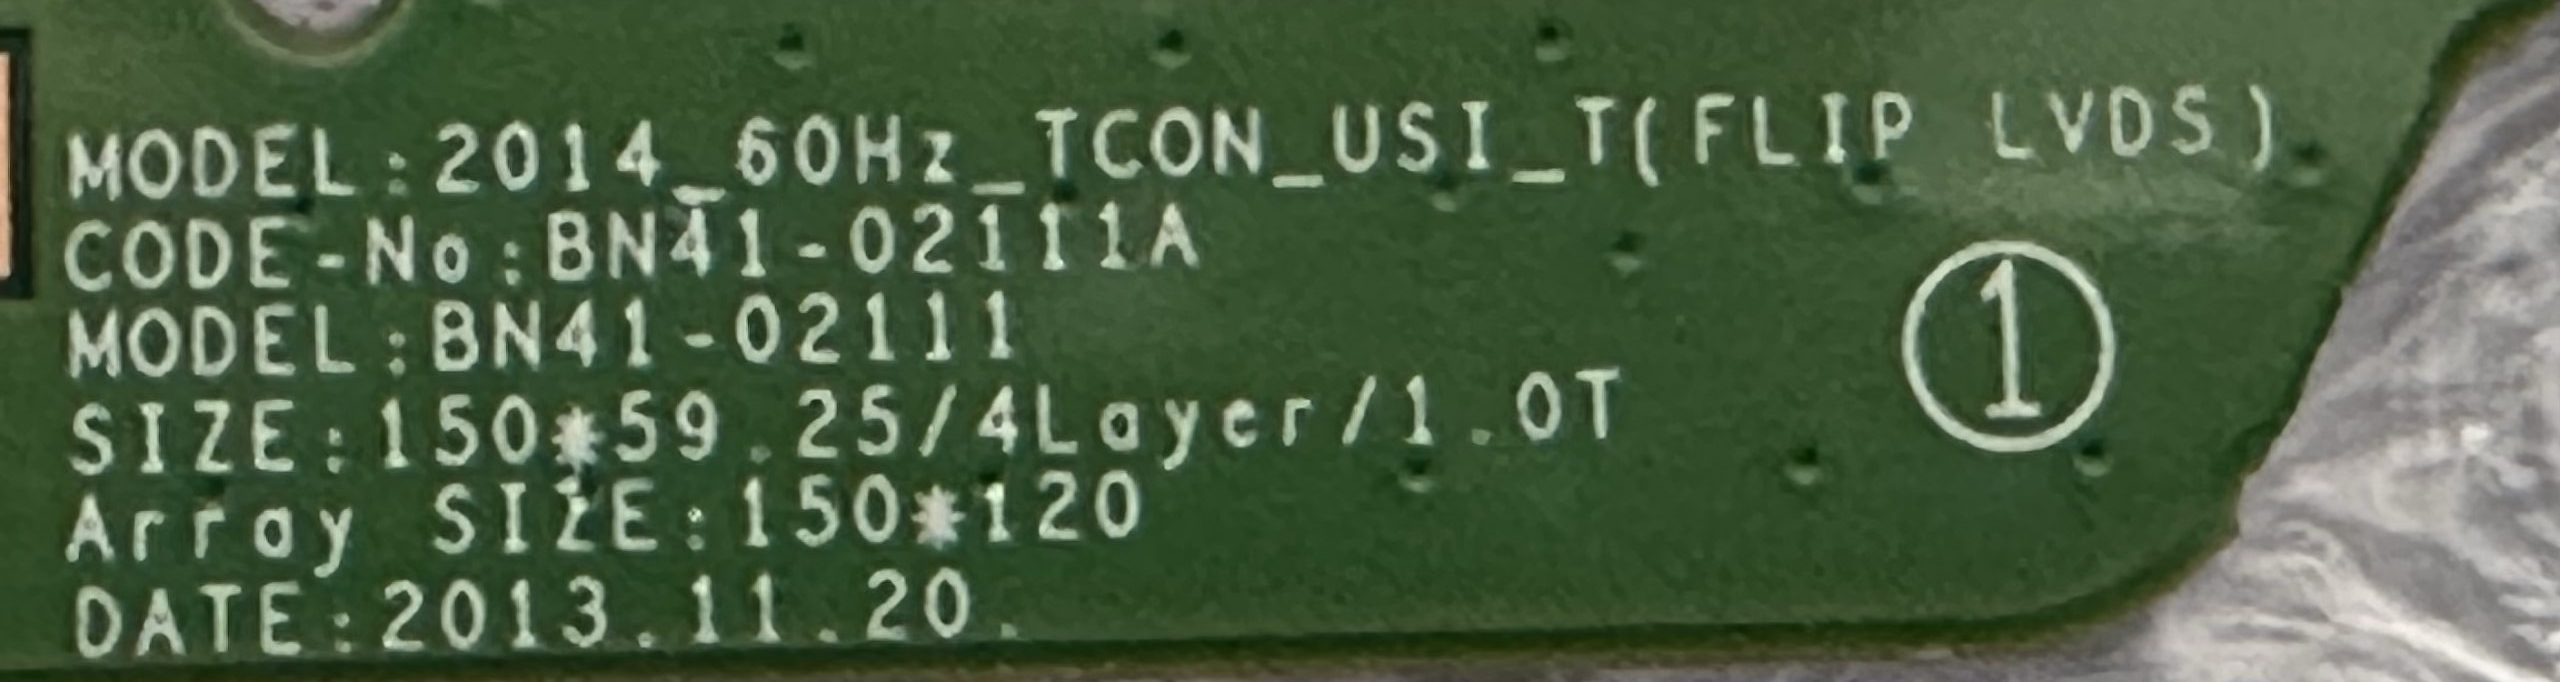 MODEL:2014_60Hz_TCON_USI_T(FLIP LVDS)
CODE-No:BN41-02111A
MODEL:BN41-02111
SIZE:150*59.25/4Layer/1.0T
Array SIZE:150*120
DATE:2013.11.20.
1